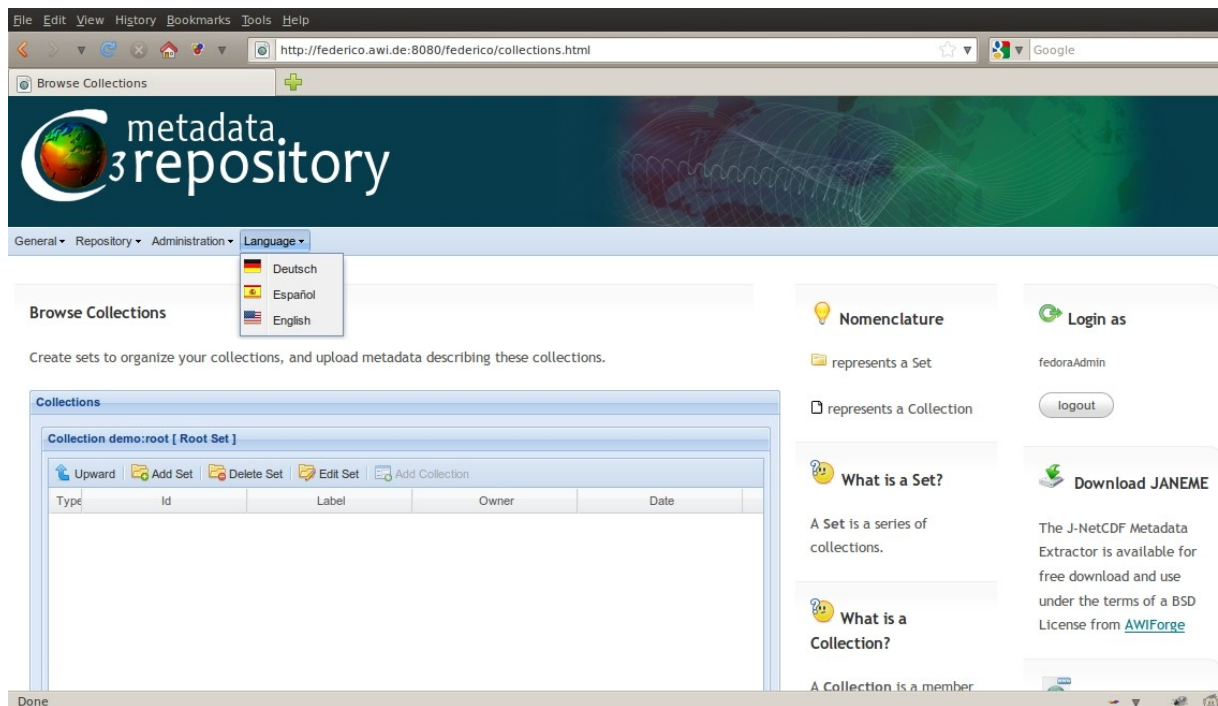 File Edit View History Bookmarks Tools Help
http://federico.awi.de:8080/federico/collections.html
Google
Browse Collections
metadata
3 repository
General Repository Administration Language
Deutsch
Español
English
Browse Collections
Create sets to organize your collections, and upload metadata describing these collections.
Collections
Collection demo:root [ Root Set ]
Upward Add Set Delete Set Edit Set Add Collection
Type Id Label Owner Date
Nomenclature
represents a Set
represents a Collection
What is a Set?
A Set is a series of
collections.
What is a
Collection?
A Collection is a member
Login as
fedoraAdmin
logout
Download JANEME
The J-NetCDF Metadata
Extractor is available for
free download and use
under the terms of a BSD
License from AWIForge
Done